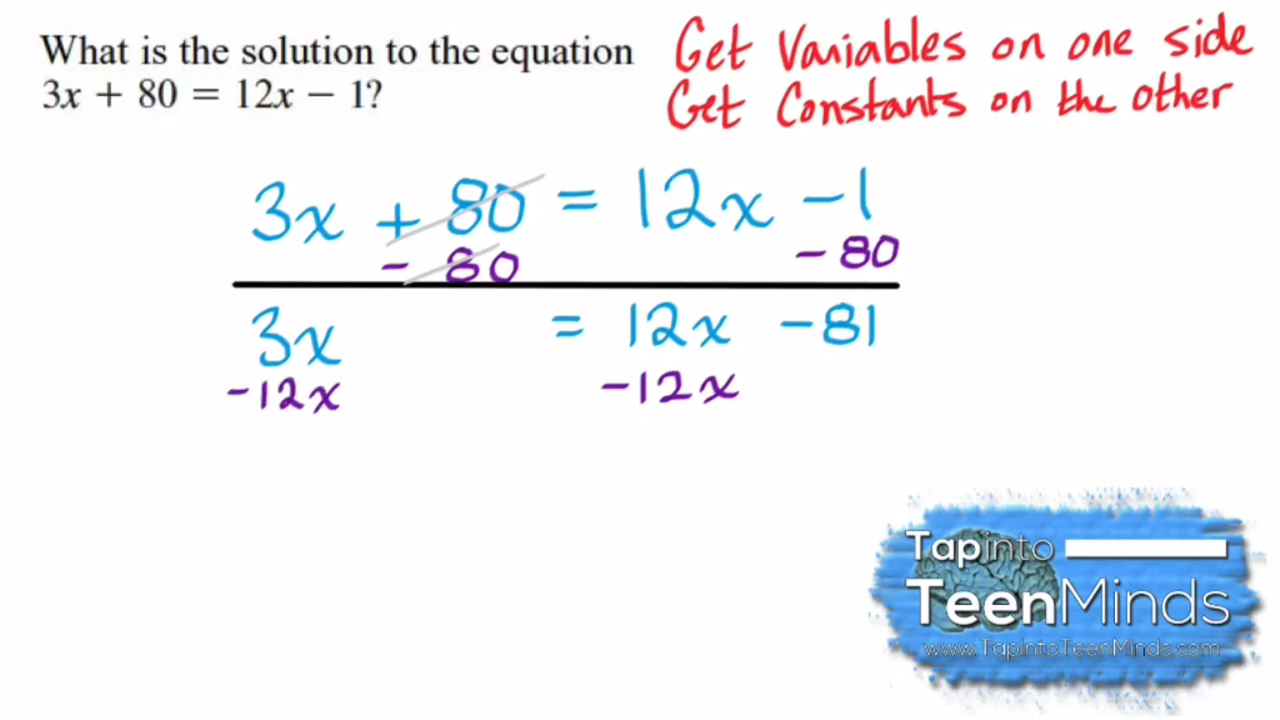 What is the solution to the equation
3x + 80 = 12x − 1?
Get Variables on one side
Get Constants on the other
3x + 80 = 12x - 1
- 80 - 80
3x = 12x - 81
-12x -12x
Tap into
TeenMinds
www.TapIntoTeenMinds.com